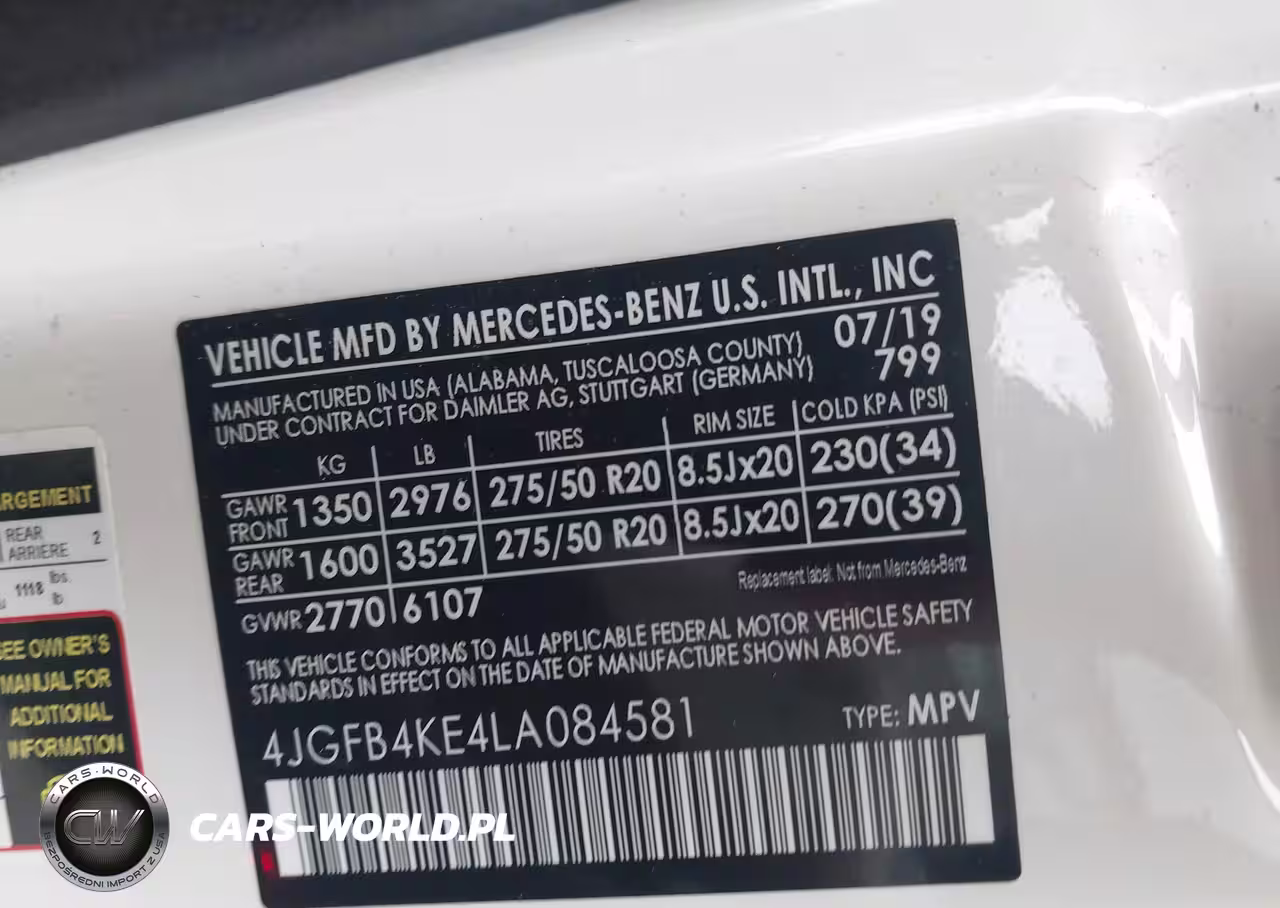 VEHICLE MFD BY MERCEDES-BENZ U.S. INTL., INC
MANUFACTURED IN USA (ALABAMA, TUSCALOOSA COUNTY) 07/19
UNDER CONTRACT FOR DAIMLER AG, STUTTGART (GERMANY) 799
KG LB TIRES RIM SIZE COLD KPA (PSI)
GAWR FRONT 1350 2976 275/50 R20 8.5Jx20 230(34)
GAWR REAR 1600 3527 275/50 R20 8.5Jx20 270(39)
GVWR 2770 6107
Replacement label. Not from Mercedes-Benz
THIS VEHICLE CONFORMS TO ALL APPLICABLE FEDERAL MOTOR VEHICLE SAFETY
STANDARDS IN EFFECT ON THE DATE OF MANUFACTURE SHOWN ABOVE.
4JGFB4KE4LA084581 TYPE: MPV
RGEMENT
REAR
ARRIERE 2
1118 lbs.
lb
SEE OWNER'S
MANUAL FOR
ADDITIONAL
INFORMATION
CARS-WORLD
CW
BEZPOŚREDNI IMPORT Z USA
CARS-WORLD.PL